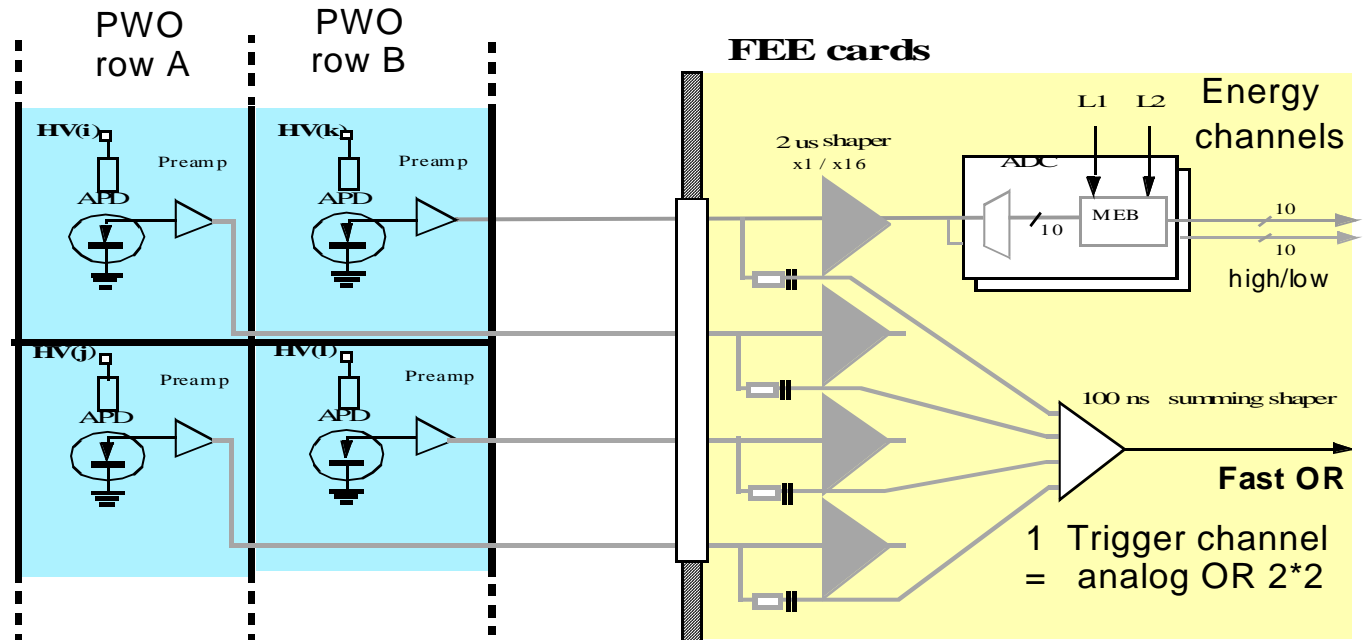 PWO
row A
PWO
row B
FEE cards
HV(i)
Preamp
APD
HV(k)
Preamp
APD
2 us shaper
x1 / x16
L1 L2
Energy
channels
ADC
MEB
10
10
10
high/low
HV(j)
Preamp
APD
HV(l)
Preamp
APD
100 ns summing shaper
Fast OR
1 Trigger channel
= analog OR 2*2